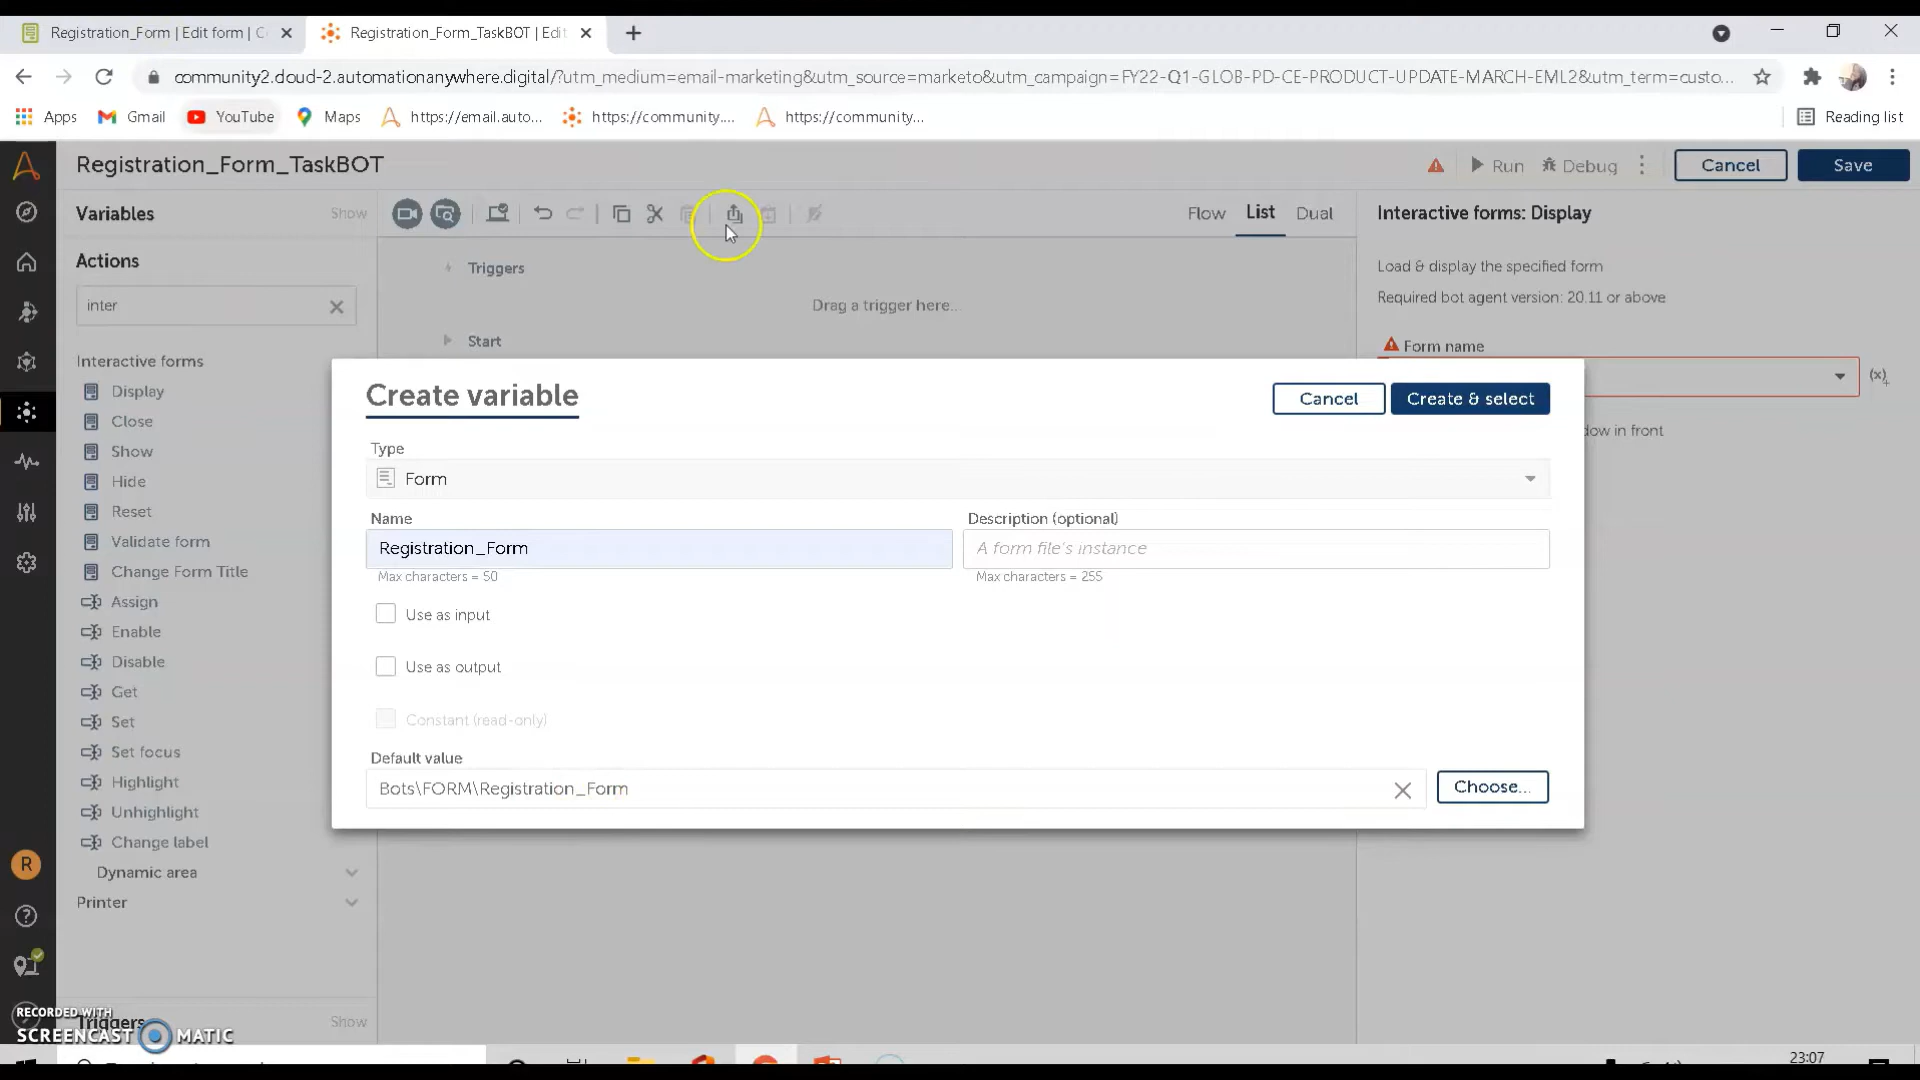 Registration_Form | Edit form | C
Registration_Form_TaskBOT | Edit
community2.cloud-2.automationanywhere.digital/?utm_medium=email-marketing&utm_source=marketo&utm_campaign=FY22-Q1-GLOB-PD-CE-PRODUCT-UPDATE-MARCH-EML2&utm_term=custo...
Apps
Gmail
YouTube
Maps
https://email.auto...
https://community....
https://community...
Reading list
Registration_Form_TaskBOT
Run
Debug
Cancel
Save
Variables
Show
Flow
List
Dual
Interactive forms: Display
Actions
inter
Triggers
Drag a trigger here...
Start
Load & display the specified form
Required bot agent version: 20.11 or above
Form name
(x)
dow in front
Interactive forms
Display
Close
Show
Hide
Reset
Validate form
Change Form Title
Assign
Enable
Disable
Get
Set
Set focus
Highlight
Unhighlight
Change label
Dynamic area
Printer
Create variable
Cancel
Create & select
Type
Form
Name
Description (optional)
Registration_Form
A form file's instance
Max characters = 50
Max characters = 255
Use as input
Use as output
Constant (read-only)
Default value
Bots\FORM\Registration_Form
Choose...
R
Triggers
Show
RECORDED WITH
SCREENCAST MATIC
23:07